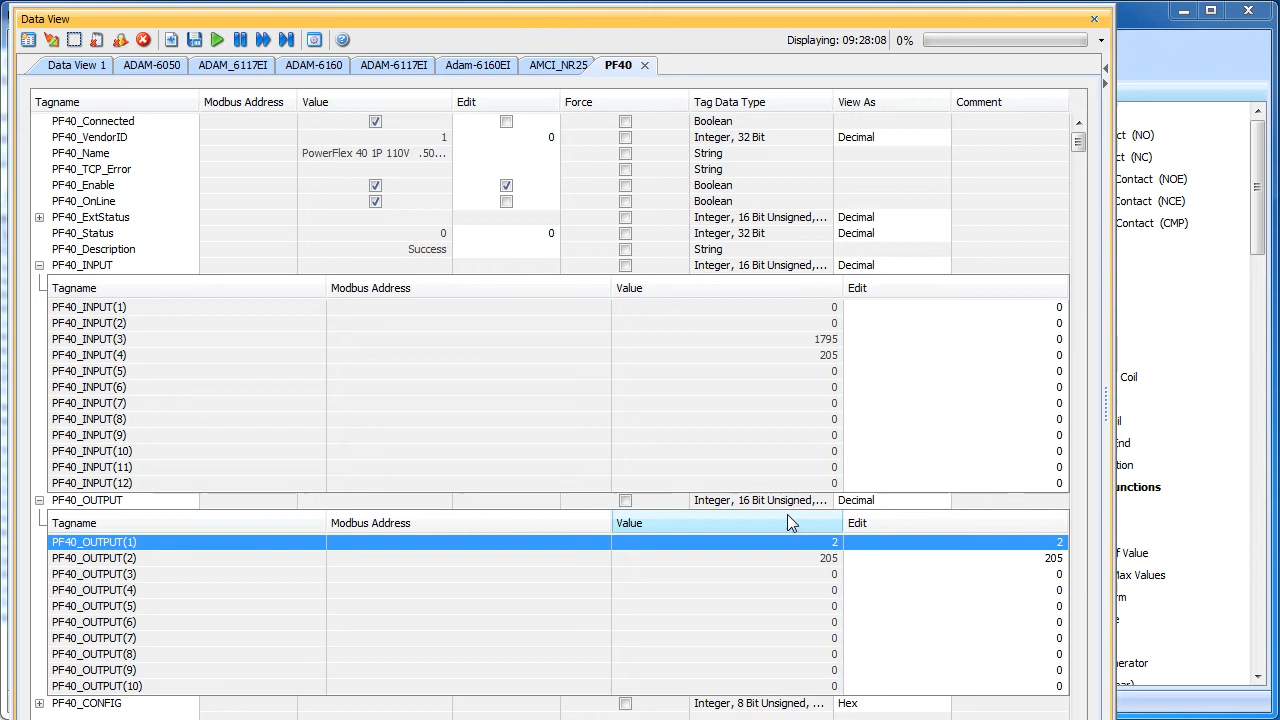 Data View
Displaying: 09:28:08 0%
Data View 1 ADAM-6050 ADAM_6117EI ADAM-6160 ADAM-6117EI Adam-6160EI AMCI_NR25 PF40
Tagname Modbus Address Value Edit Force Tag Data Type View As Comment
PF40_Connected Boolean
PF40_VendorID 1 0 Integer, 32 Bit Decimal
PF40_Name PowerFlex 40 1P 110V .50... String
PF40_TCP_Error String
PF40_Enable Boolean
PF40_OnLine Boolean
PF40_ExtStatus Integer, 16 Bit Unsigned,... Decimal
PF40_Status 0 0 Integer, 32 Bit Decimal
PF40_Description Success String
PF40_INPUT Integer, 16 Bit Unsigned,... Decimal
Tagname Modbus Address Value Edit
PF40_INPUT(1) 0 0
PF40_INPUT(2) 0 0
PF40_INPUT(3) 1795 0
PF40_INPUT(4) 205 0
PF40_INPUT(5) 0 0
PF40_INPUT(6) 0 0
PF40_INPUT(7) 0 0
PF40_INPUT(8) 0 0
PF40_INPUT(9) 0 0
PF40_INPUT(10) 0 0
PF40_INPUT(11) 0 0
PF40_INPUT(12) 0 0
PF40_OUTPUT Integer, 16 Bit Unsigned,... Decimal
Tagname Modbus Address Value Edit
PF40_OUTPUT(1) 2 2
PF40_OUTPUT(2) 205 205
PF40_OUTPUT(3) 0 0
PF40_OUTPUT(4) 0 0
PF40_OUTPUT(5) 0 0
PF40_OUTPUT(6) 0 0
PF40_OUTPUT(7) 0 0
PF40_OUTPUT(8) 0 0
PF40_OUTPUT(9) 0 0
PF40_OUTPUT(10) 0 0
PF40_CONFIG Integer, 8 Bit Unsigned, ... Hex
(NO)
(NC)
Contact (NOE)
Contact (NCE)
Contact (CMP)
Coil
End
f Value
Max Values